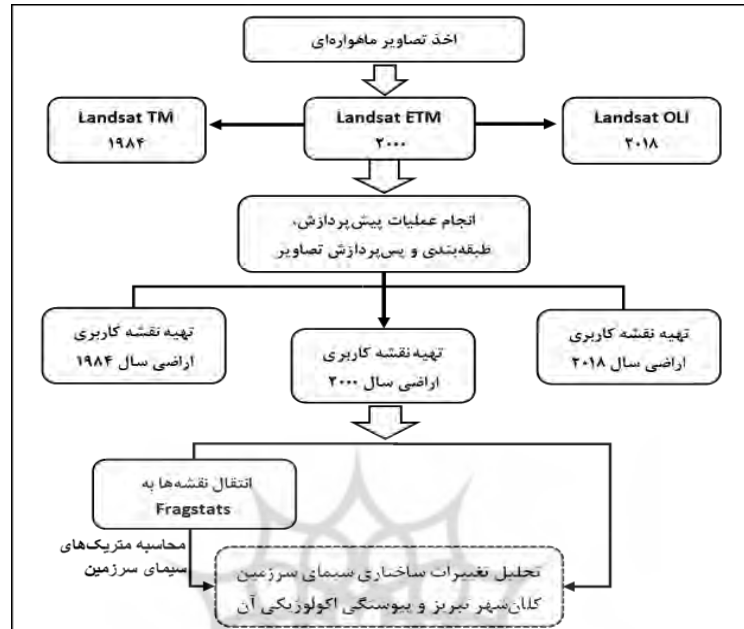 اخذ تصاویر ماهواره‌ای
Landsat TM
۱۹۸۴
Landsat ETM
۲۰۰۰
Landsat OLI
۲۰۱۸
انجام عملیات پیش‌پردازش،
طبقه‌بندی و پس‌پردازش تصاویر
تهیه نقشه کاربری
اراضی سال ۱۹۸۴
تهیه نقشه کاربری
اراضی سال ۲۰۰۰
تهیه نقشه کاربری
اراضی سال ۲۰۱۸
انتقال نقشه‌ها به
Fragstats
محاسبه متریک‌های
سیمای سرزمین
تحلیل تغییرات ساختاری سیمای سرزمین
کلان‌شهر تبریز و پیوستگی اکولوژیکی آن